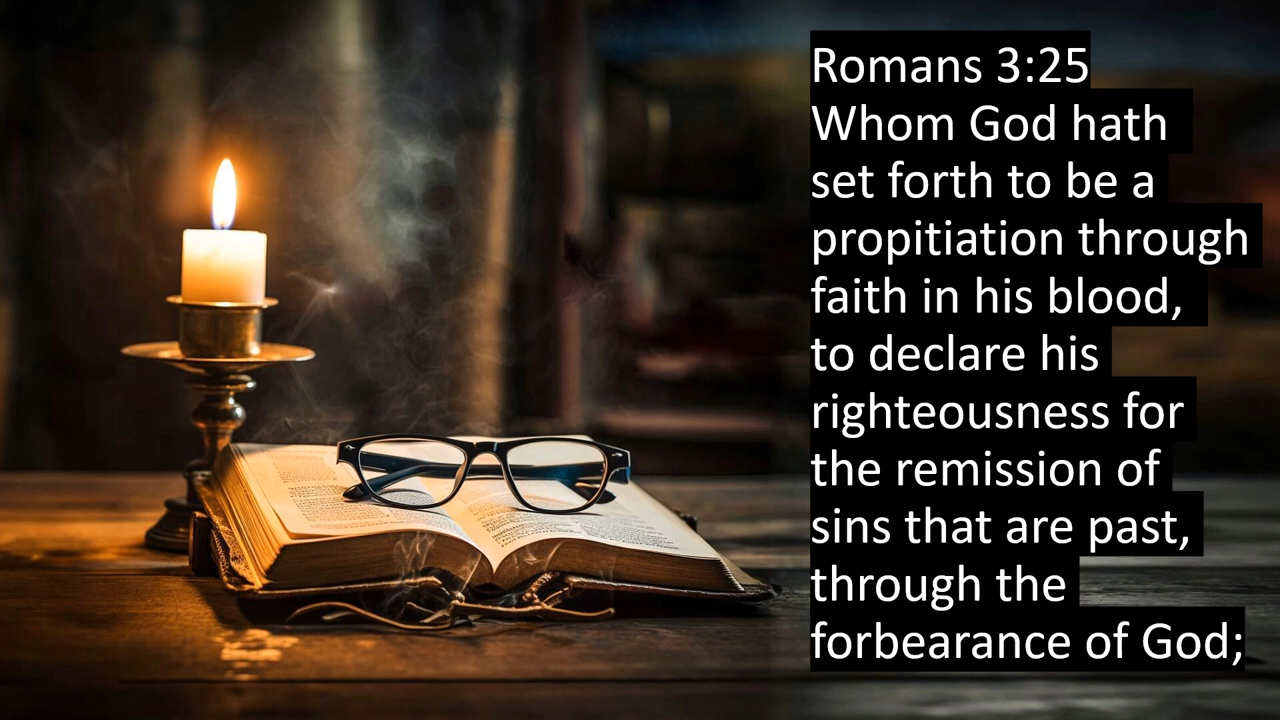 Romans 3:25
Whom God hath
set forth to be a
propitiation through
faith in his blood,
to declare his
righteousness for
the remission of
sins that are past,
through the
forbearance of God;